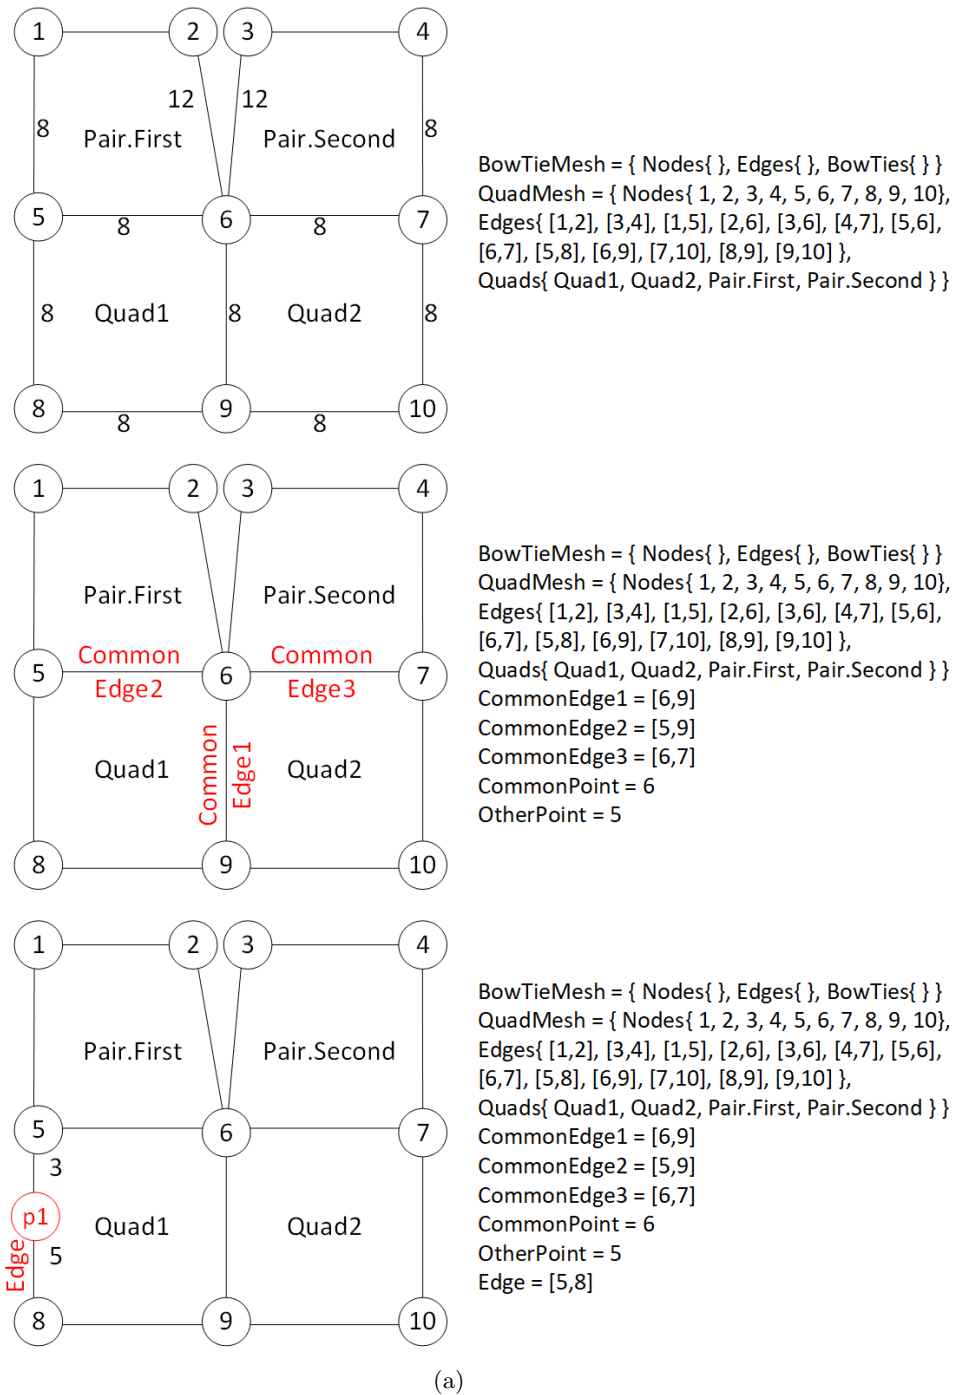 1 2 3 4
12 12
8 8
Pair.First Pair.Second
5 6 7
8 8
8 Quad1 8 Quad2 8
8 9 10
8 8
BowTieMesh = { Nodes{ }, Edges{ }, BowTies{ } }
QuadMesh = { Nodes{ 1, 2, 3, 4, 5, 6, 7, 8, 9, 10},
Edges{ [1,2], [3,4], [1,5], [2,6], [3,6], [4,7], [5,6],
[6,7], [5,8], [6,9], [7,10], [8,9], [9,10] },
Quads{ Quad1, Quad2, Pair.First, Pair.Second } }
1 2 3 4
Pair.First Pair.Second
Common Common
5 6 7
Edge2 Edge3
Common
Edge1
Quad1 Quad2
8 9 10
BowTieMesh = { Nodes{ }, Edges{ }, BowTies{ } }
QuadMesh = { Nodes{ 1, 2, 3, 4, 5, 6, 7, 8, 9, 10},
Edges{ [1,2], [3,4], [1,5], [2,6], [3,6], [4,7], [5,6],
[6,7], [5,8], [6,9], [7,10], [8,9], [9,10] },
Quads{ Quad1, Quad2, Pair.First, Pair.Second } }
CommonEdge1 = [6,9]
CommonEdge2 = [5,9]
CommonEdge3 = [6,7]
CommonPoint = 6
OtherPoint = 5
1 2 3 4
Pair.First Pair.Second
5 6 7
3
p1 Quad1 Quad2
Edge 5
8 9 10
BowTieMesh = { Nodes{ }, Edges{ }, BowTies{ } }
QuadMesh = { Nodes{ 1, 2, 3, 4, 5, 6, 7, 8, 9, 10},
Edges{ [1,2], [3,4], [1,5], [2,6], [3,6], [4,7], [5,6],
[6,7], [5,8], [6,9], [7,10], [8,9], [9,10] },
Quads{ Quad1, Quad2, Pair.First, Pair.Second } }
CommonEdge1 = [6,9]
CommonEdge2 = [5,9]
CommonEdge3 = [6,7]
CommonPoint = 6
OtherPoint = 5
Edge = [5,8]
(a)